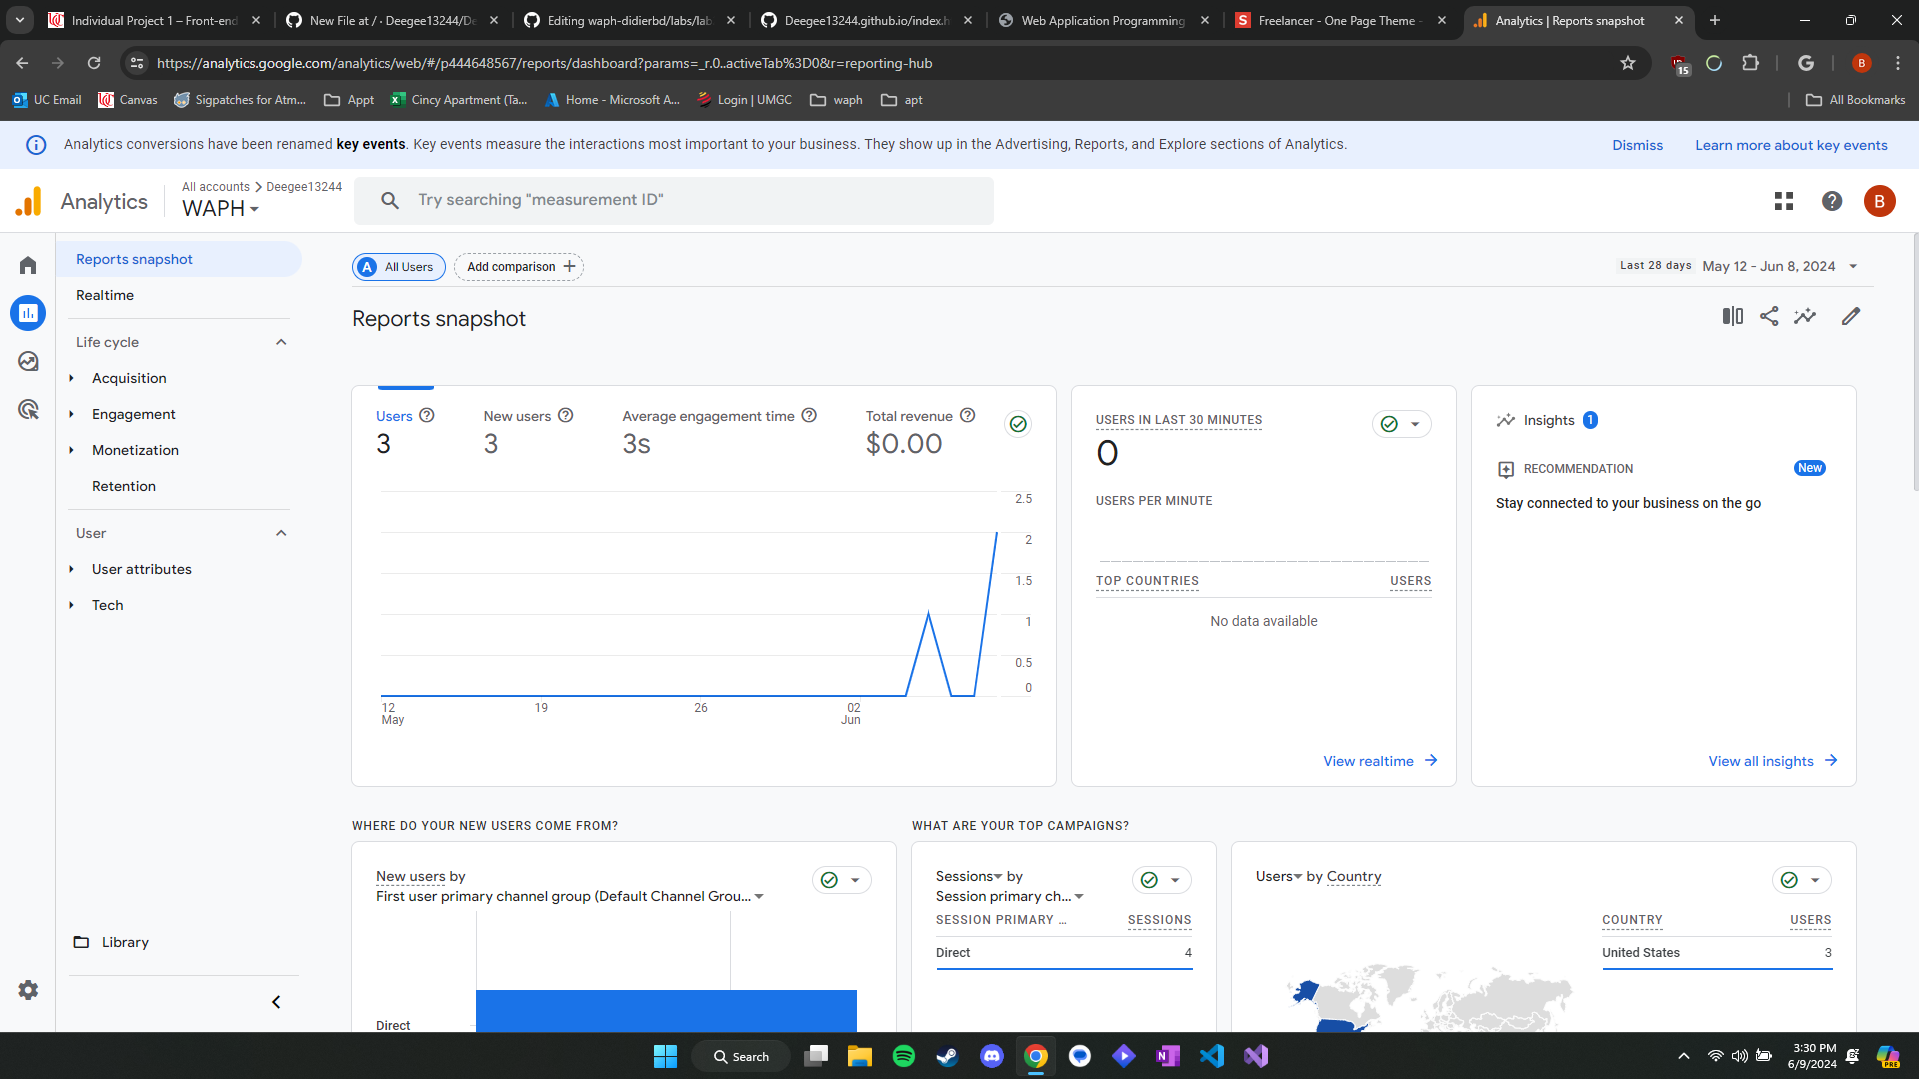 Individual Project 1 – Front-end
New File at / · Deegee13244/De
Editing waph-didierbd/labs/lab
Deegee13244.github.io/index.h
Web Application Programming
Freelancer - One Page Theme -
Analytics | Reports snapshot
https://analytics.google.com/analytics/web/#/p444648567/reports/dashboard?params=_r.0..activeTab%3D0&r=reporting-hub
15
B
UC Email
Canvas
Sigpatches for Atm...
Appt
Cincy Apartment (Ta...
Home - Microsoft A...
Login | UMGC
waph
apt
All Bookmarks
Analytics conversions have been renamed key events. Key events measure the interactions most important to your business. They show up in the Advertising, Reports, and Explore sections of Analytics.
Dismiss
Learn more about key events
Analytics
All accounts > Deegee13244
WAPH
Try searching "measurement ID"
B
Reports snapshot
Realtime
Life cycle
Acquisition
Engagement
Monetization
Retention
User
User attributes
Tech
Library
A All Users
Add comparison +
Last 28 days May 12 - Jun 8, 2024
Reports snapshot
Users
3
New users
3
Average engagement time
3s
Total revenue
$0.00
2.5
2
1.5
1
0.5
0
12
May
19
26
02
Jun
USERS IN LAST 30 MINUTES
0
USERS PER MINUTE
TOP COUNTRIES USERS
No data available
View realtime
Insights 1
RECOMMENDATION New
Stay connected to your business on the go
View all insights
WHERE DO YOUR NEW USERS COME FROM?
New users by
First user primary channel group (Default Channel Grou...
Direct
WHAT ARE YOUR TOP CAMPAIGNS?
Sessions by
Session primary ch...
SESSION PRIMARY ... SESSIONS
Direct 4
Users by Country
COUNTRY USERS
United States 3
Search
3:30 PM
6/9/2024
PRE